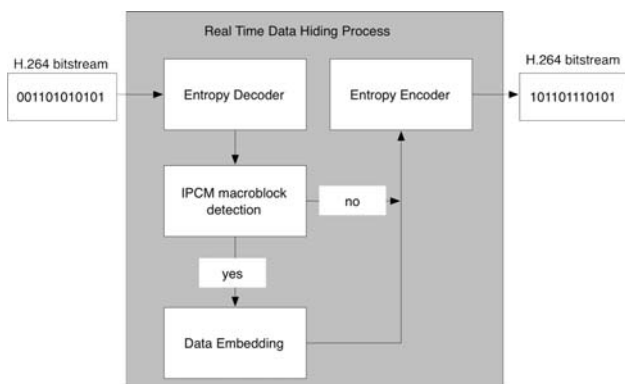 Real Time Data Hiding Process
H.264 bitstream
001101010101
Entropy Decoder
Entropy Encoder
H.264 bitstream
101101110101
IPCM macroblock
detection
no
yes
Data Embedding